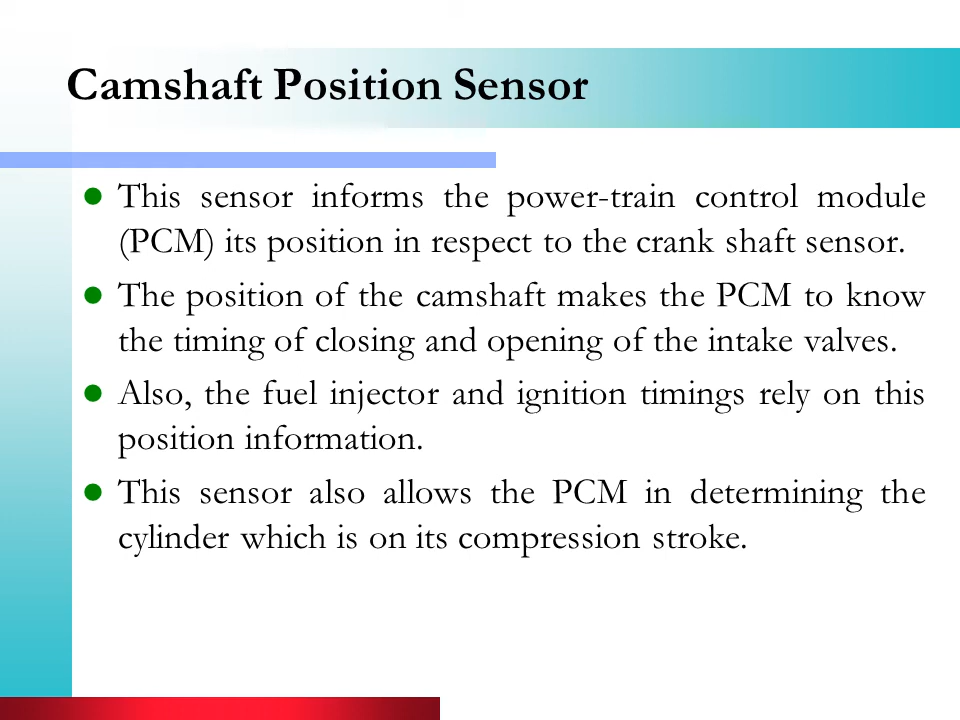 Camshaft Position Sensor
This sensor informs the power-train control module
(PCM) its position in respect to the crank shaft sensor.
The position of the camshaft makes the PCM to know
the timing of closing and opening of the intake valves.
Also, the fuel injector and ignition timings rely on this
position information.
This sensor also allows the PCM in determining the
cylinder which is on its compression stroke.